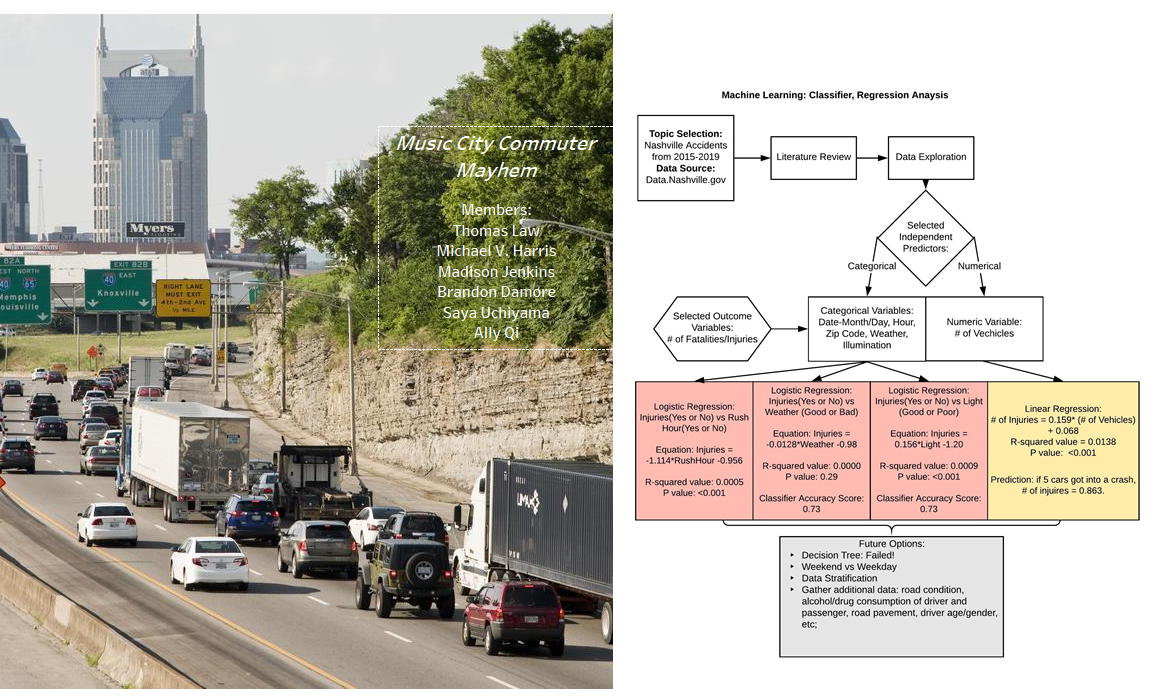 at&t
Myers
FLOORING
82A
EXIT 82B
WEST NORTH
40
65
EAST
40
Memphis
Louisville
Knoxville
RIGHT LANE
MUST EXIT
4th-2nd Ave
½ MILE
UMAX
Music City Commuter
Mayhem
Members:
Thomas Law
Michael V. Harris
Madison Jenkins
Brandon Damore
Saya Uchiyama
Ally Qi
Machine Learning: Classifier, Regression Anaysis
Topic Selection:
Nashville Accidents
from 2015-2019
Data Source:
Data.Nashville.gov
Literature Review
Data Exploration
Selected
Independent
Predictors:
Categorical
Numerical
Selected Outcome
Variables:
# of Fatalities/Injuries
Categorical Variables:
Date-Month/Day, Hour,
Zip Code, Weather,
Illumination
Numeric Variable:
# of Vechicles
Logistic Regression:
Injuries(Yes or No) vs Rush
Hour(Yes or No)
Equation: Injuries =
-1.114*RushHour -0.956
R-squared value: 0.0005
P value: <0.001
Logistic Regression:
Injuries(Yes or No) vs
Weather (Good or Bad)
Equation: Injuries =
-0.0128*Weather -0.98
R-squared value: 0.0000
P value: 0.29
Classifier Accuracy Score:
0.73
Logistic Regression:
Injuries(Yes or No) vs Light
(Good or Poor)
Equation: Injuries =
0.156*Light -1.20
R-squared value: 0.0009
P value: <0.001
Classifier Accuracy Score:
0.73
Linear Regression:
# of Injuries = 0.159* (# of Vehicles)
+ 0.068
R-squared value = 0.0138
P value:  <0.001
Prediction: if 5 cars got into a crash,
# of injuires = 0.863.
Future Options:
‣ Decision Tree: Failed!
‣ Weekend vs Weekday
‣ Data Stratification
‣ Gather additional data: road condition,
alcohol/drug consumption of driver and
passenger, road pavement, driver age/gender,
etc;